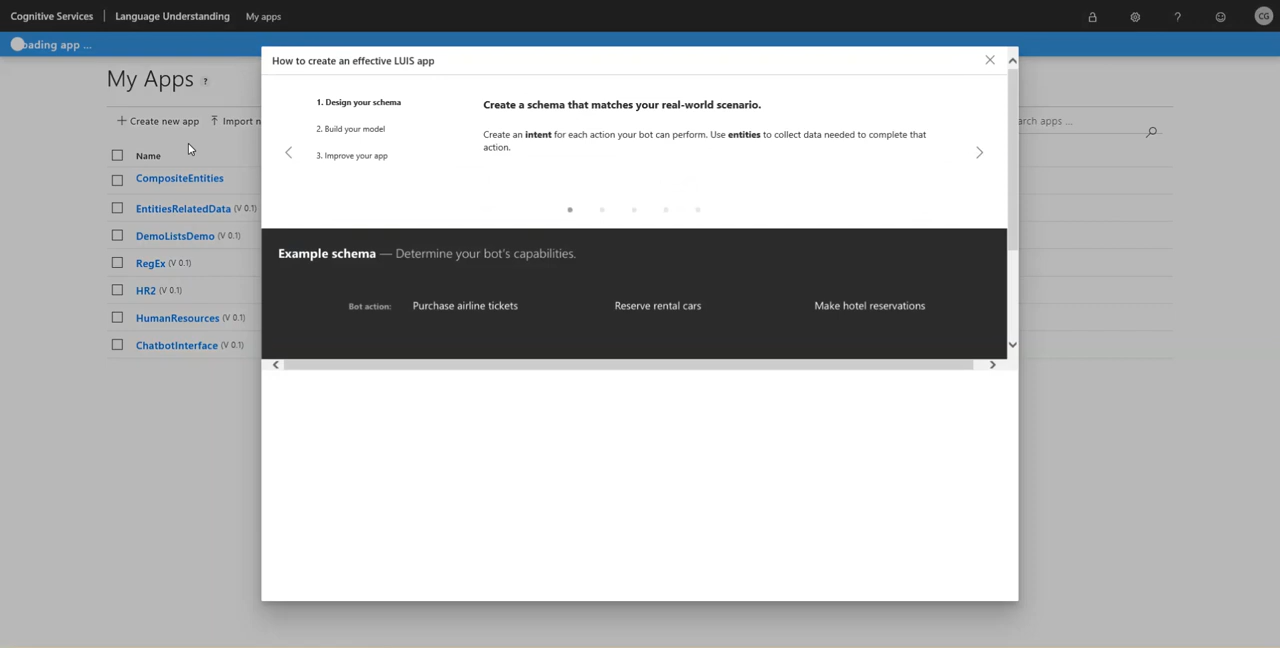 Cognitive Services | Language Understanding My apps ? CG
oading app ...
My Apps ?
+ Create new app Import n
arch apps ...
Name
CompositeEntities
EntitiesRelatedData (V 0.1)
DemoListsDemo (V 0.1)
RegEx (V 0.1)
HR2 (V 0.1)
HumanResources (V 0.1)
ChatbotInterface (V 0.1)
How to create an effective LUIS app
1. Design your schema
2. Build your model
3. Improve your app
Create a schema that matches your real-world scenario.
Create an intent for each action your bot can perform. Use entities to collect data needed to complete that
action.
Example schema — Determine your bot's capabilities.
Bot action: Purchase airline tickets Reserve rental cars Make hotel reservations